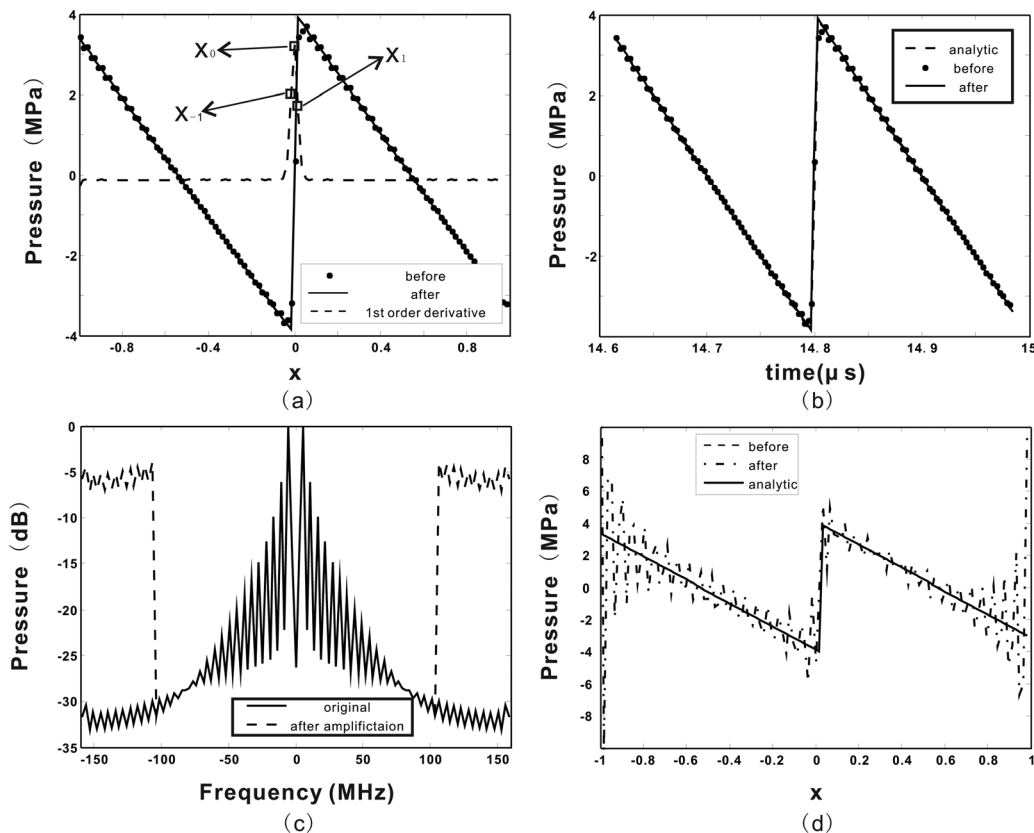 4
2
0
-2
-4
Pressure (MPa)
X₀
X₁
X₋₁
before
after
1st order derivative
-0.8
-0.4
0
0.4
0.8
x
(a)
4
2
0
-2
Pressure (MPa)
analytic
before
after
14.6
14.7
14.8
14.9
15
time(μ s)
(b)
0
-5
-10
-15
-20
-25
-30
-35
Pressure (dB)
original
after amplifictaion
-150
-100
-50
0
50
100
150
Frequency (MHz)
(c)
8
6
4
2
0
-2
-4
-6
-8
Pressure (MPa)
before
after
analytic
-1
-0.8
-0.6
-0.4
-0.2
0
0.2
0.4
0.6
0.8
1
x
(d)